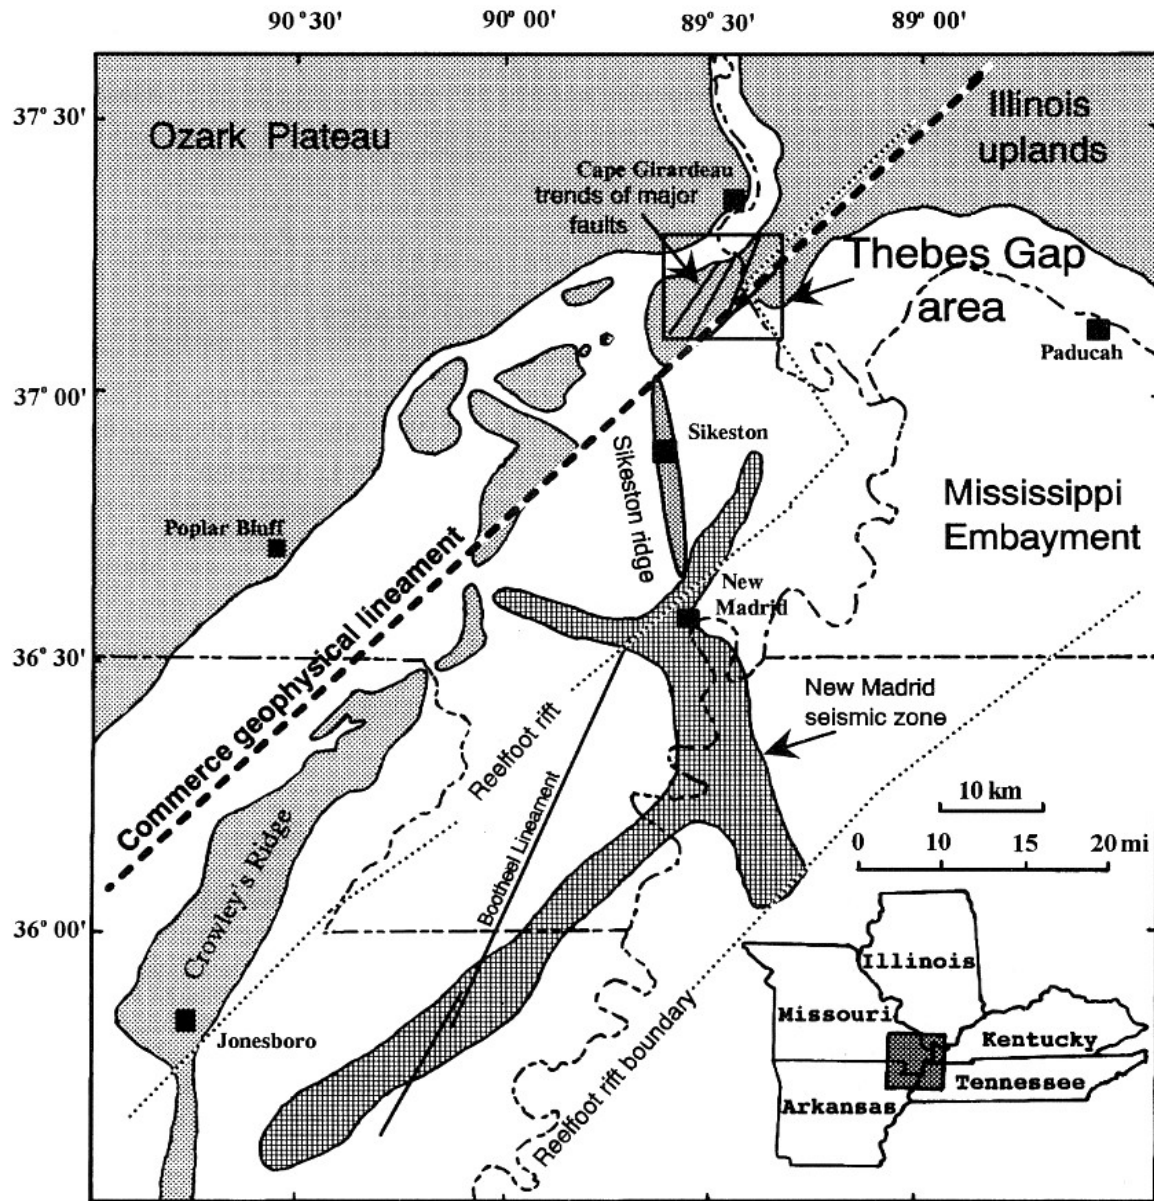 90° 30'
90° 00'
89° 30'
89° 00'
37° 30'
Ozark Plateau
Illinois
uplands
Cape Girardeau
trends of major
faults
Thebes Gap
area
Paducah
37° 00'
Sikeston
Sikeston ridge
Mississippi
Embayment
Poplar Bluff
New
Madrid
Commerce geophysical lineament
36° 30'
New Madrid
seismic zone
Reelfoot rift
Bootheel Lineament
10 km
0 10 15 20 mi
Crowley's Ridge
36° 00'
Jonesboro
Reelfoot rift boundary
Illinois
Missouri
Kentucky
Tennessee
Arkansas